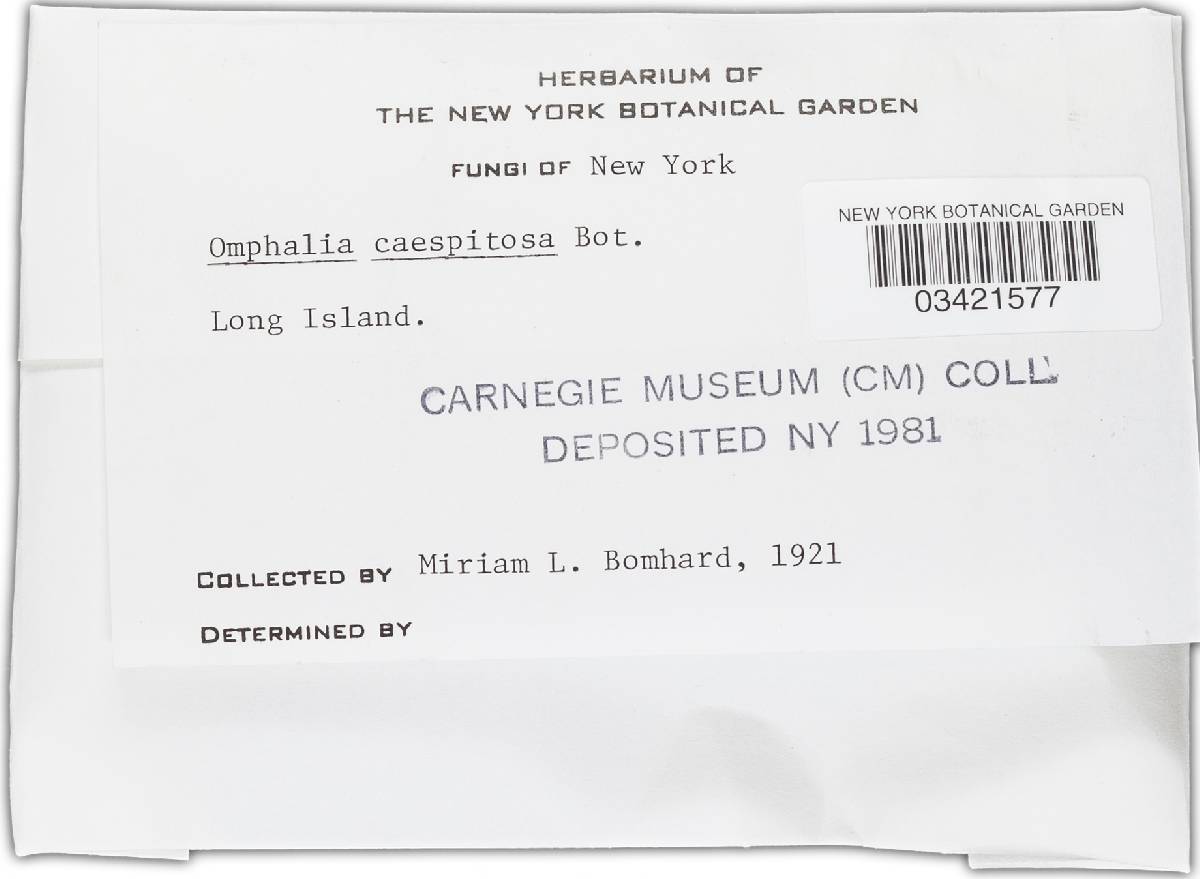 HERBARIUM OF
THE NEW YORK BOTANICAL GARDEN
FUNGI OF New York
NEW YORK BOTANICAL GARDEN
03421577
Omphalia caespitosa Bot.
Long Island.
CARNEGIE MUSEUM (CM) COLL.
DEPOSITED NY 1981
COLLECTED BY Miriam L. Bomhard, 1921
DETERMINED BY